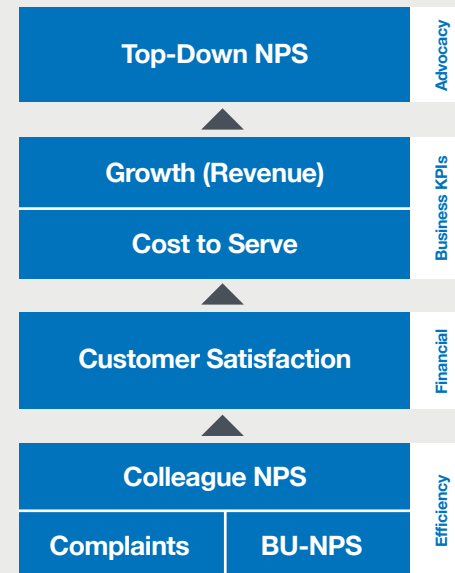 Top-Down NPS
Advocacy
Growth (Revenue)
Cost to Serve
Business KPIs
Customer Satisfaction
Financial
Colleague NPS
Complaints
BU-NPS
Efficiency